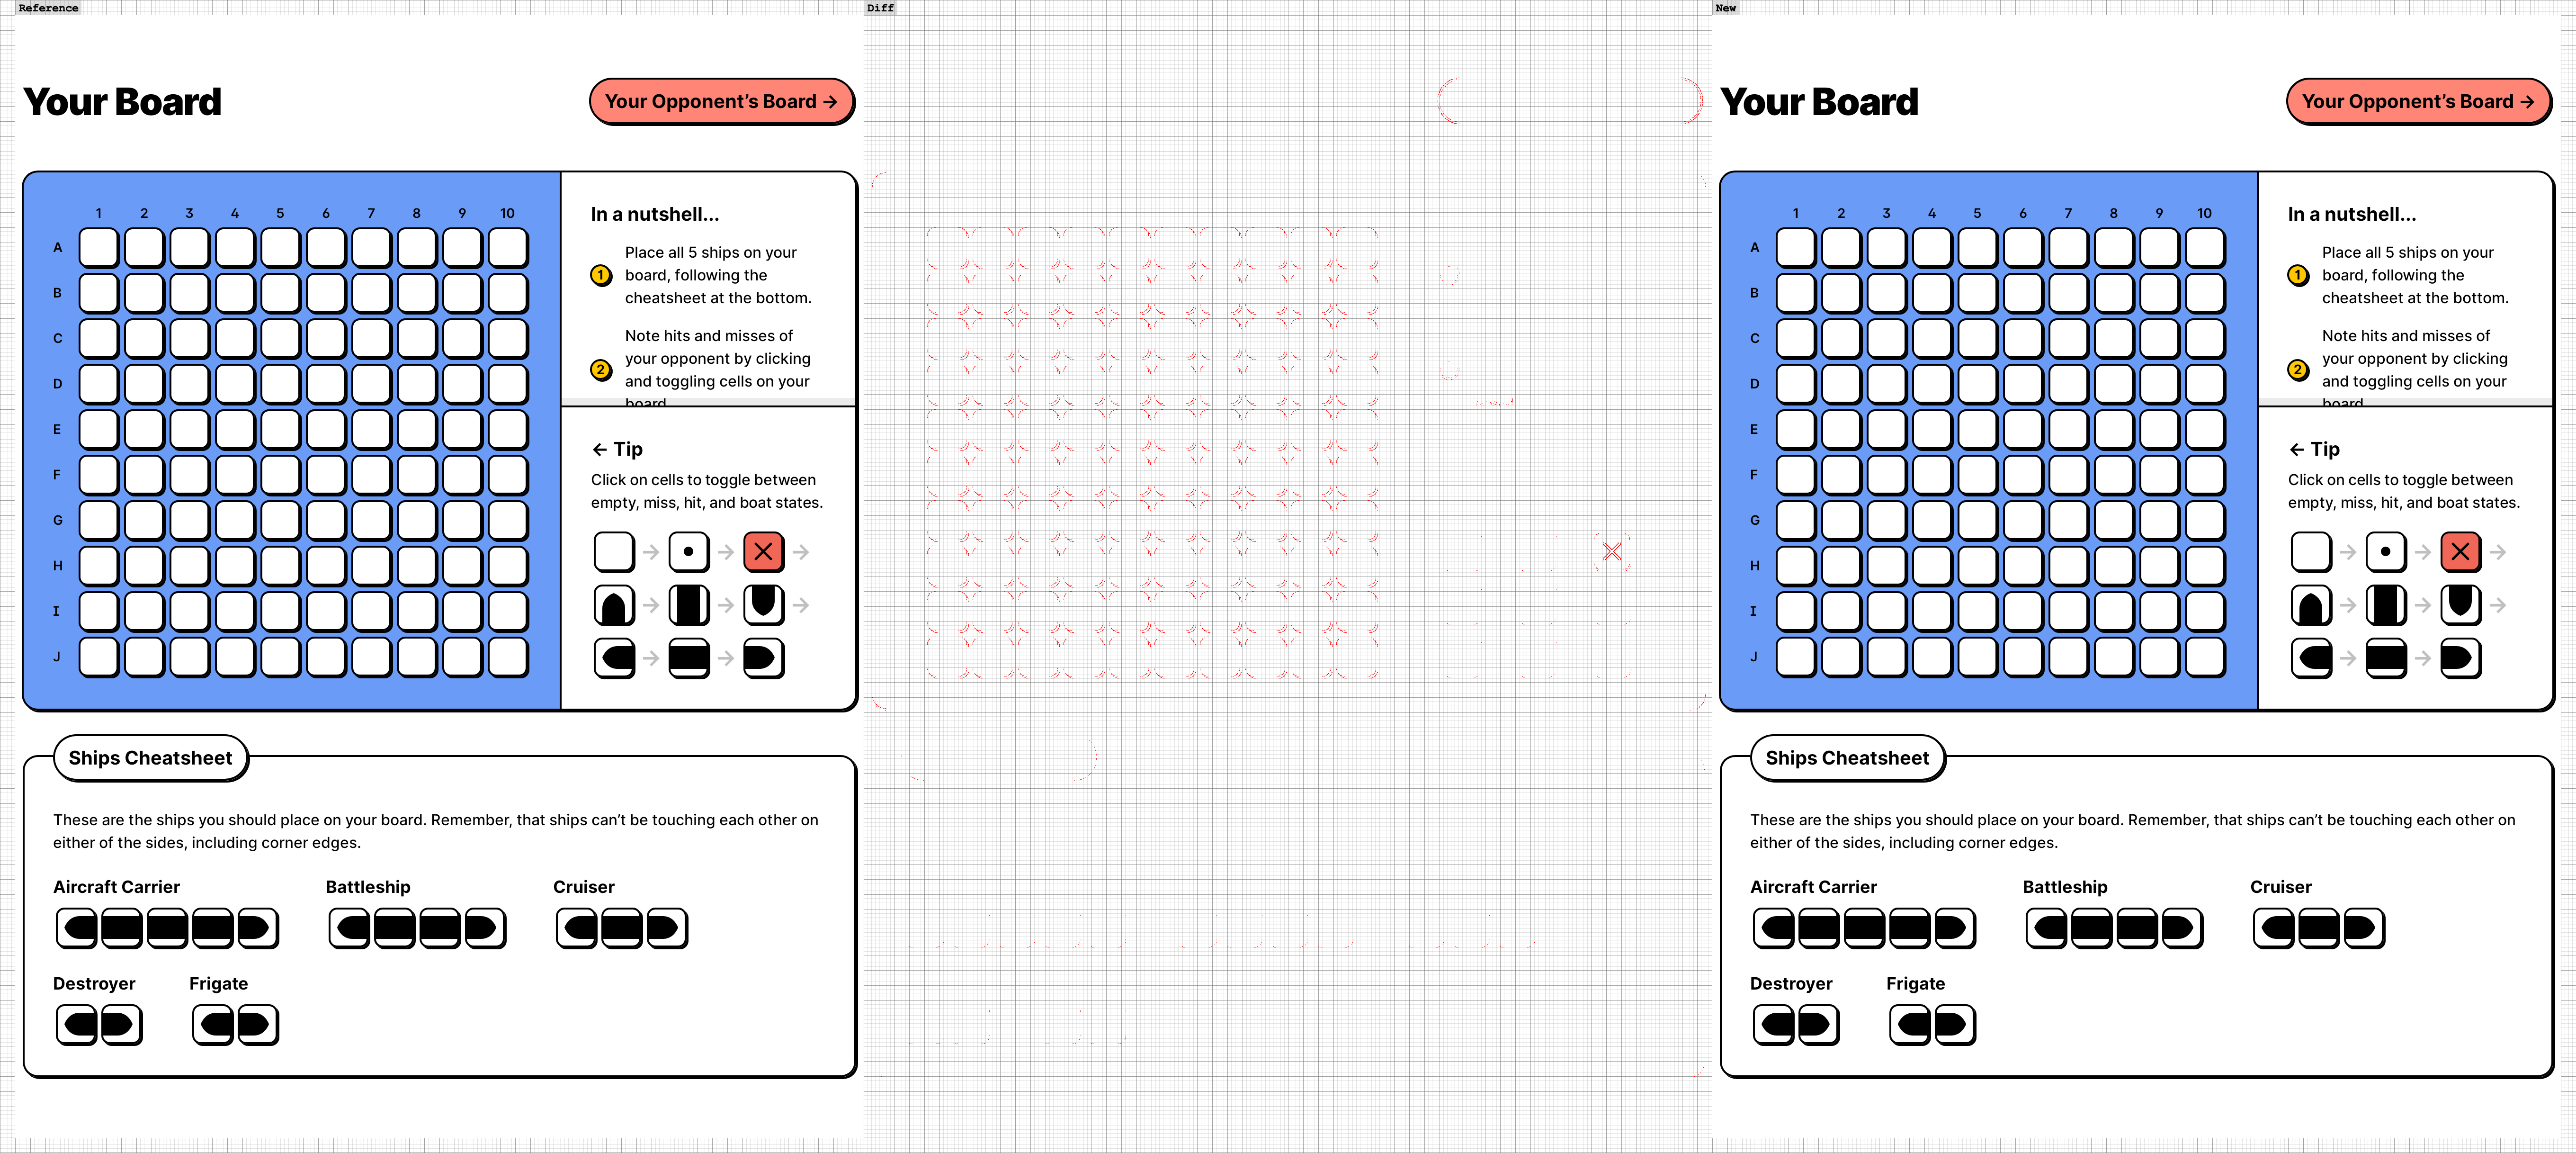 Reference
Diff
New
Your Board
Your Opponent’s Board →
1 2 3 4 5 6 7 8 9 10
A
B
C
D
E
F
G
H
I
J
In a nutshell...
1
Place all 5 ships on your
board, following the
cheatsheet at the bottom.
2
Note hits and misses of
your opponent by clicking
and toggling cells on your
board
← Tip
Click on cells to toggle between
empty, miss, hit, and boat states.
Ships Cheatsheet
These are the ships you should place on your board. Remember, that ships can’t be touching each other on
either of the sides, including corner edges.
Aircraft Carrier
Battleship
Cruiser
Destroyer
Frigate
Your Board
Your Opponent’s Board →
1 2 3 4 5 6 7 8 9 10
A
B
C
D
E
F
G
H
I
J
In a nutshell...
1
Place all 5 ships on your
board, following the
cheatsheet at the bottom.
2
Note hits and misses of
your opponent by clicking
and toggling cells on your
board
← Tip
Click on cells to toggle between
empty, miss, hit, and boat states.
Ships Cheatsheet
These are the ships you should place on your board. Remember, that ships can’t be touching each other on
either of the sides, including corner edges.
Aircraft Carrier
Battleship
Cruiser
Destroyer
Frigate